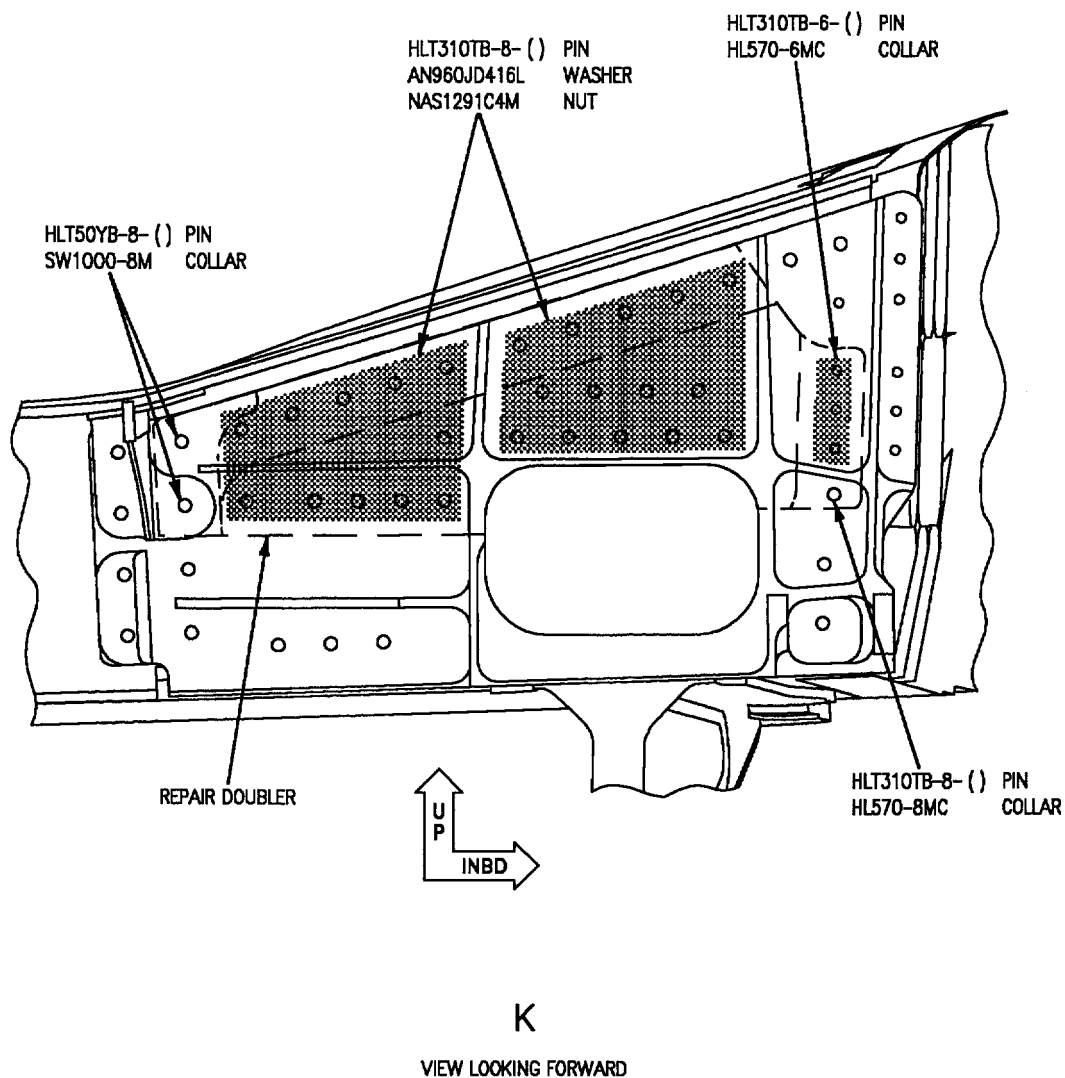 HLT310TB-6-() PIN
HL570-6MC COLLAR
HLT310TB-8-() PIN
AN960JD416L WASHER
NAS1291C4M NUT
HLT50YB-8-() PIN
SW1000-8M COLLAR
REPAIR DOUBLER
HLT310TB-8-() PIN
HL570-8MC COLLAR
UP
INBD
K
VIEW LOOKING FORWARD